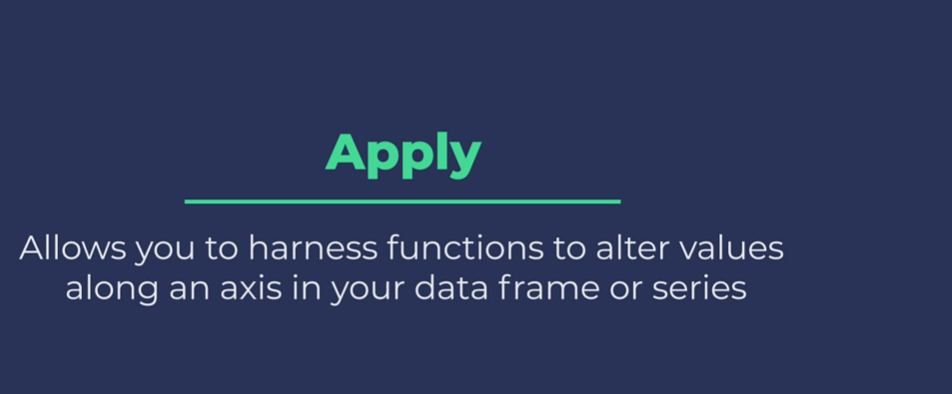 Apply
Allows you to harness functions to alter values
along an axis in your data frame or series